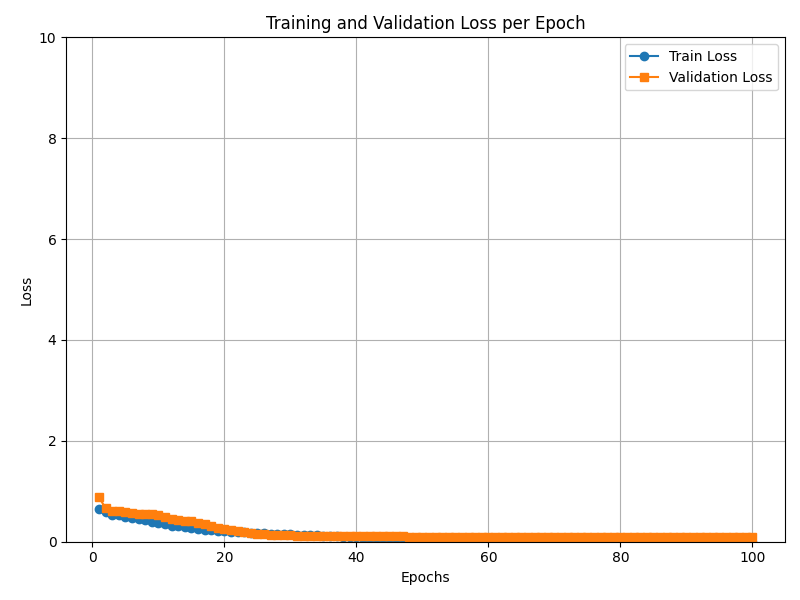 Training and Validation Loss per Epoch
Train Loss
Validation Loss
Loss
10
8
6
4
2
0
0 20 40 60 80 100
Epochs